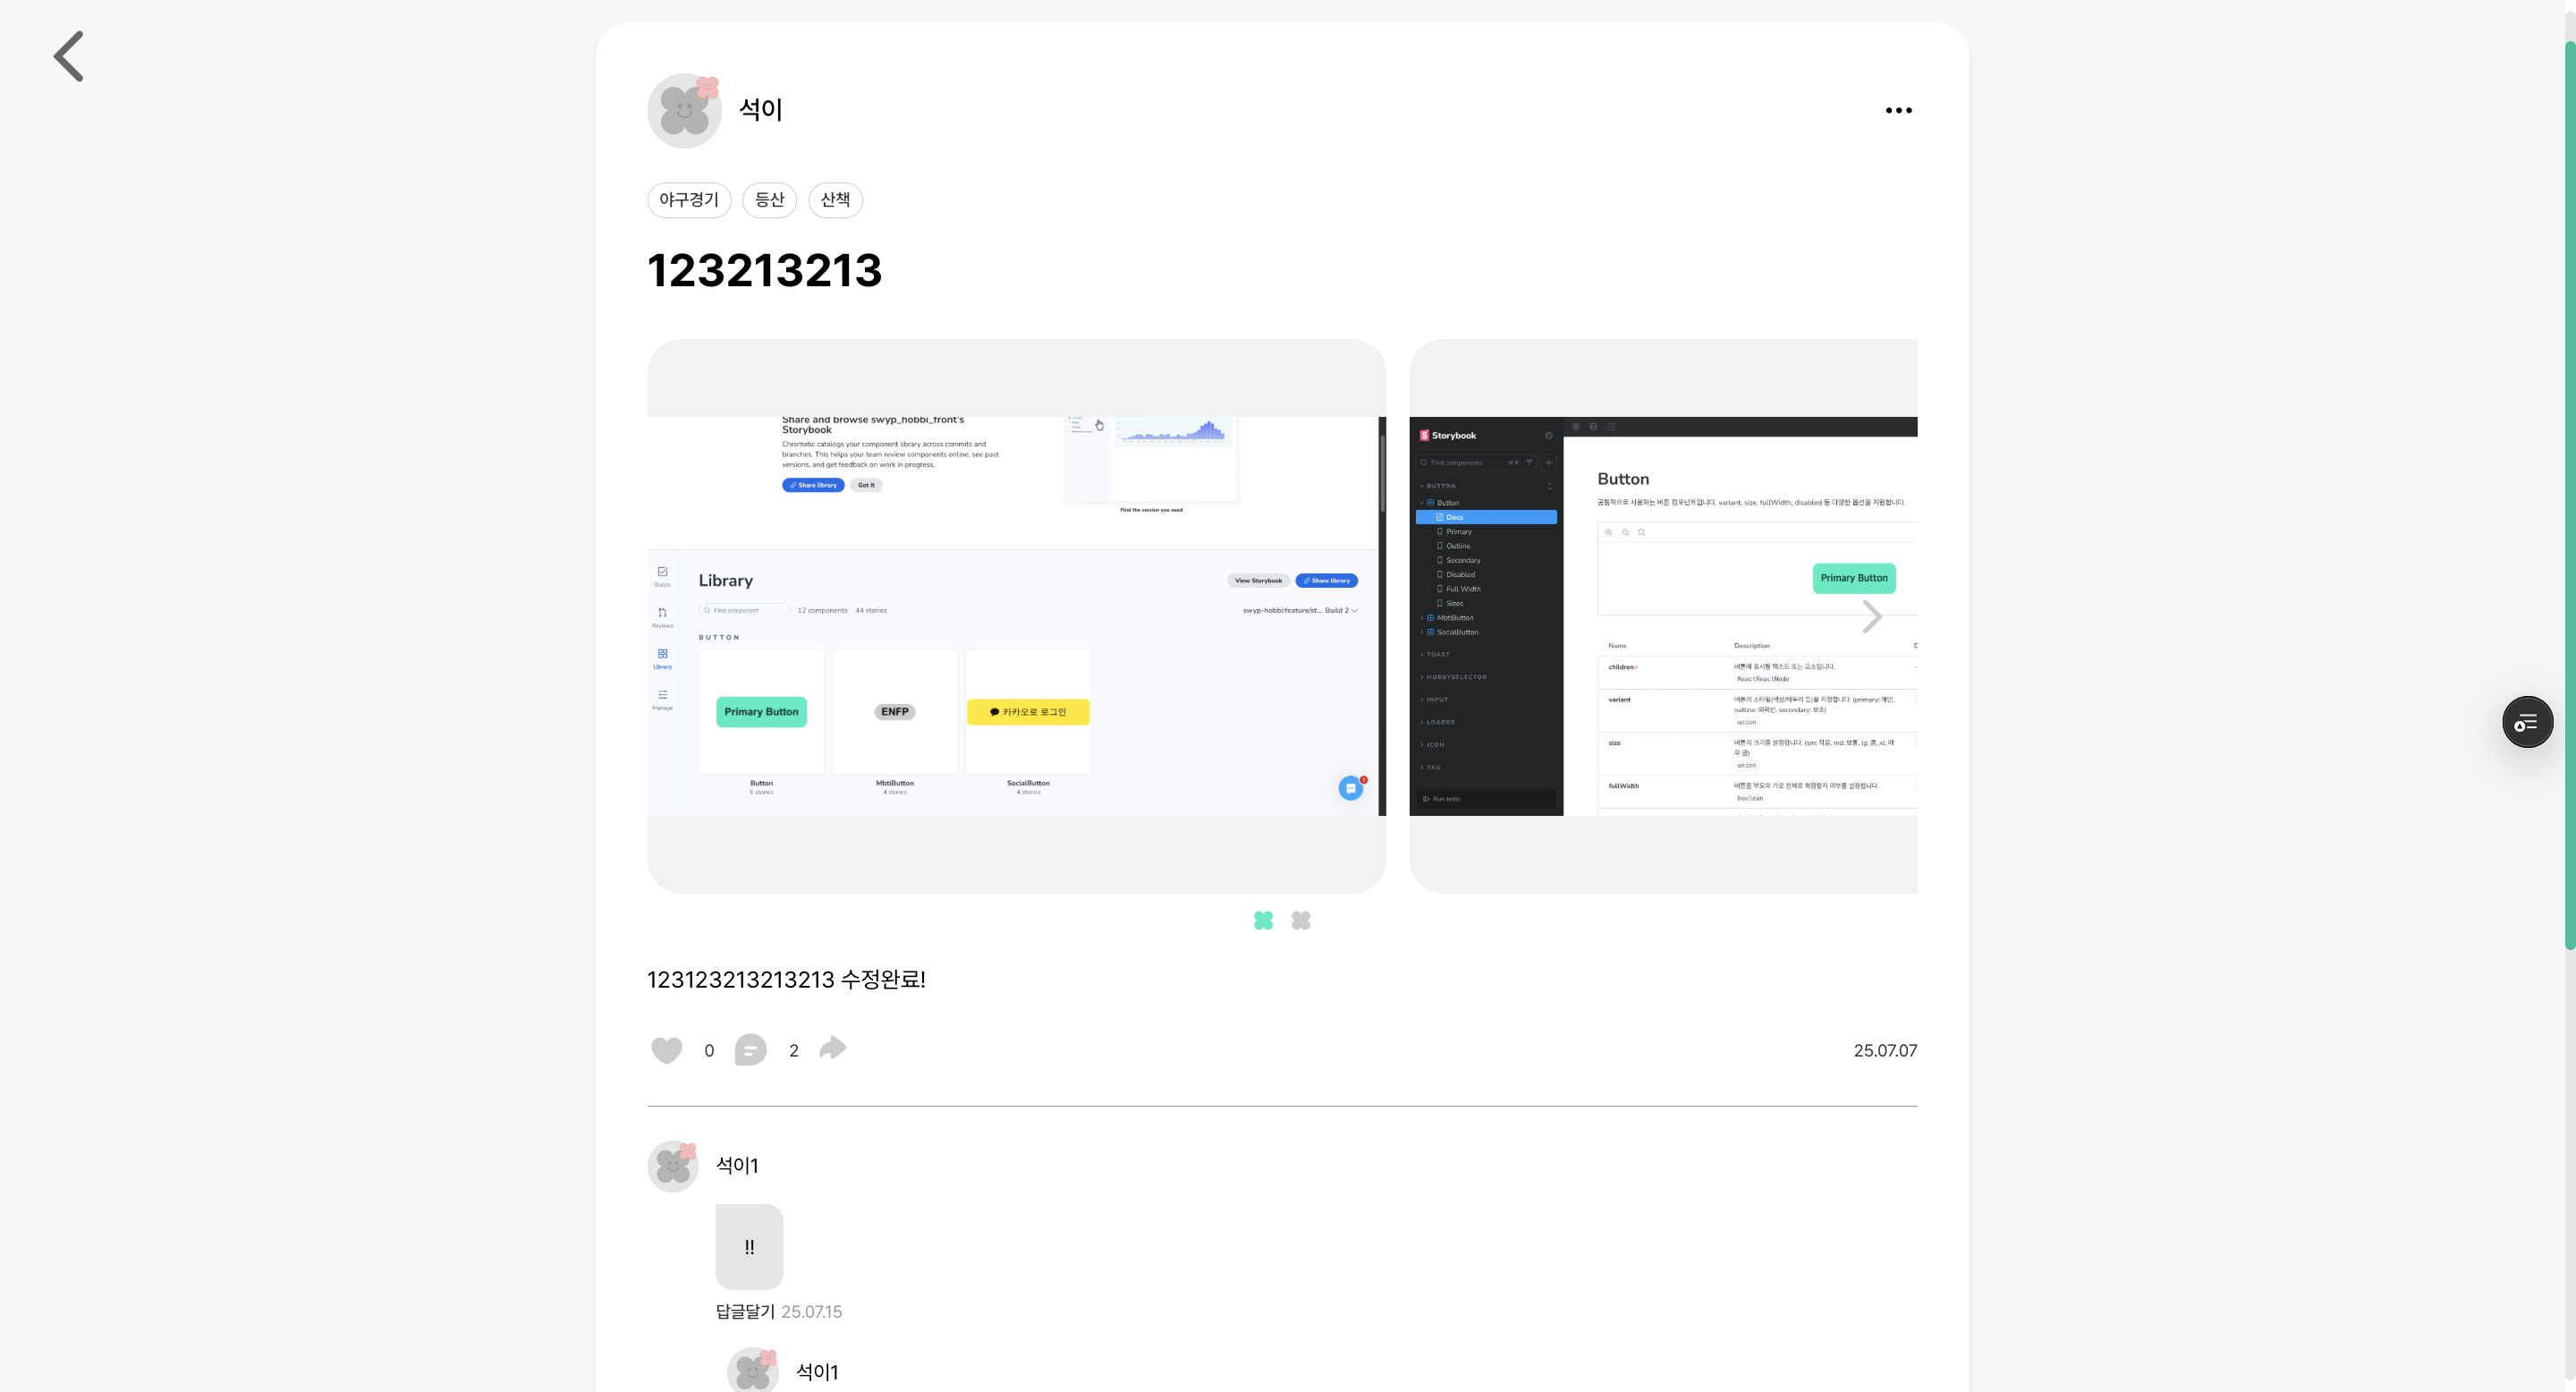 석이
야구경기 등산 산책
123213213
Share and browse swyp_hobbi_front's
Storybook
Chromatic catalogs your component library across commits and
branches. This helps your team review components online, see past
versions, and get feedback on work in progress.
Share library Got it
Find the version you need
Builds
Reviews
Library
Manage
Library
View Storybook Share library
Find component 12 components 44 stories
swyp-hobbi:feature/st... Build 2
BUTTON
Primary Button
ENFP
카카오로 로그인
Button
6 stories
MbtiButton
4 stories
SocialButton
4 stories
1
Storybook
Find components ⌘ K
BUTTON
Button
Docs
Primary
Outline
Secondary
Disabled
Full Width
Sizes
MbtiButton
SocialButton
TOAST
HOBBYSELECTOR
INPUT
LOADER
ICON
TAG
Run tests
Button
공통적으로 사용하는 버튼 컴포넌트입니다. variant, size, fullWidth, disabled 등 다양한 옵션을 지원합니다.
Primary Button
Name Description
children* 버튼에 표시될 텍스트 또는 요소입니다.
ReactReactNode
variant 버튼의 스타일(색상/테두리 등)을 지정합니다. (primary: 메인,
outline: 외곽선, secondary: 보조)
union
size 버튼의 크기를 설정합니다. (sm: 작음, md: 보통, lg: 큼, xl: 매
우 큼)
union
fullWidth 버튼을 부모의 가로 전체로 확장할지 여부를 설정합니다.
boolean
123123213213213 수정완료!
0 2
25.07.07
석이1
!!
답글달기 25.07.15
석이1